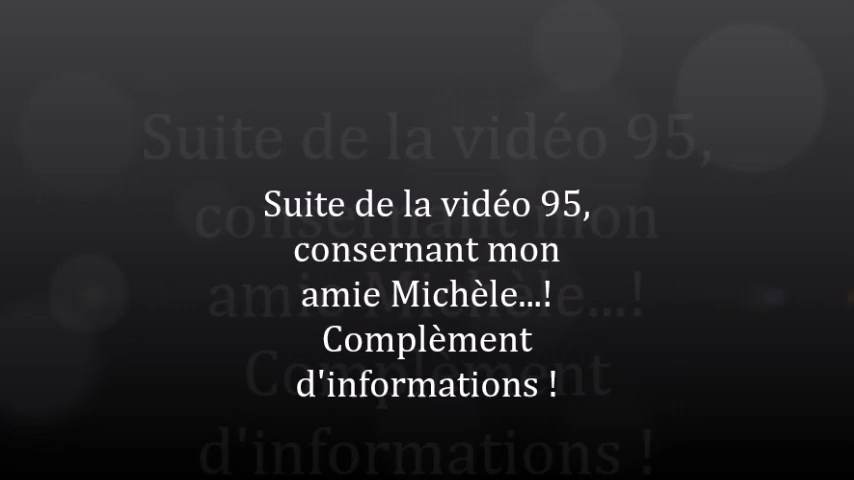 Suite de la vidéo 95,
consernant mon
amie Michèle...!
Complèment
d'informations !